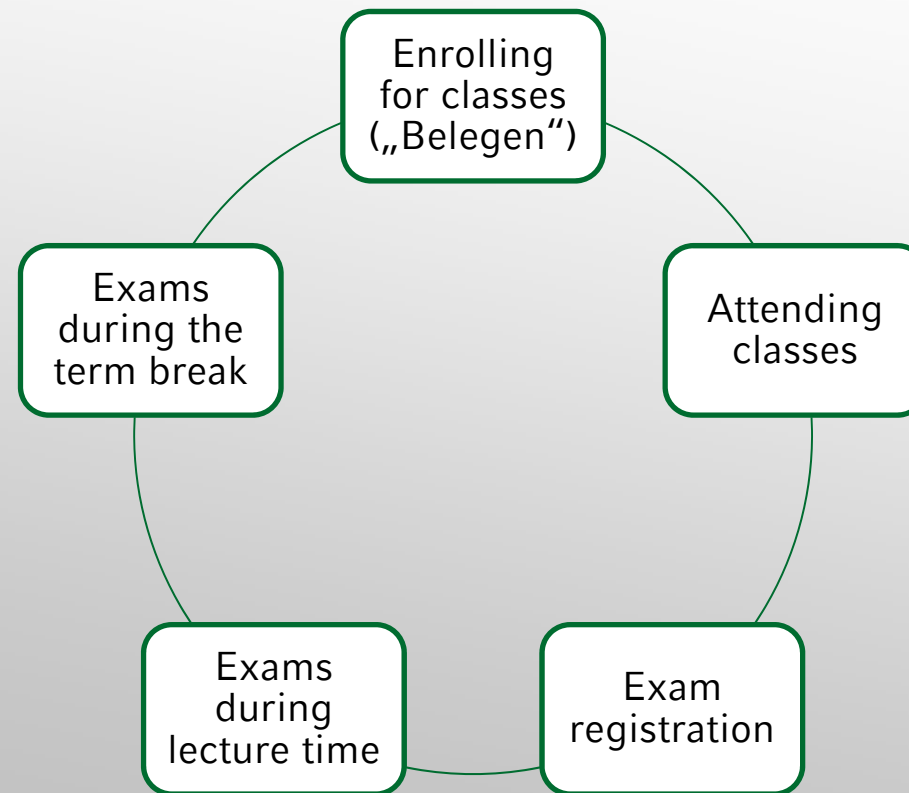 Enrolling
for classes
(„Belegen“)
Attending
classes
Exam
registration
Exams
during
lecture time
Exams
during the
term break